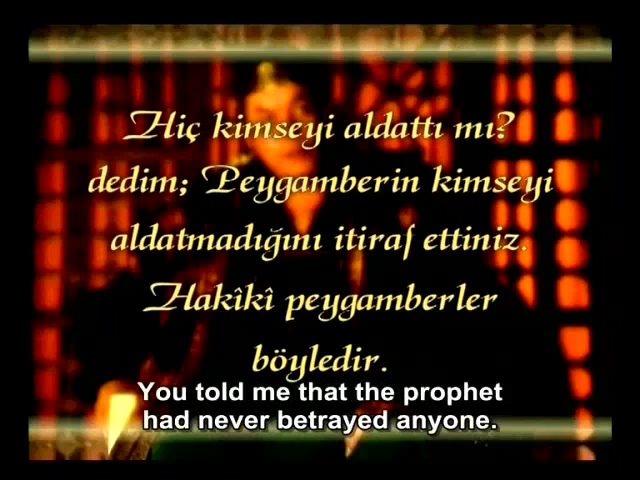 Hiç kimseyi aldattı mı?
dedim; Peygamberin kimseyi
aldatmadığını itiraf ettiniz.
Hakîkî peygamberler
böyledir.
You told me that the prophet
had never betrayed anyone.